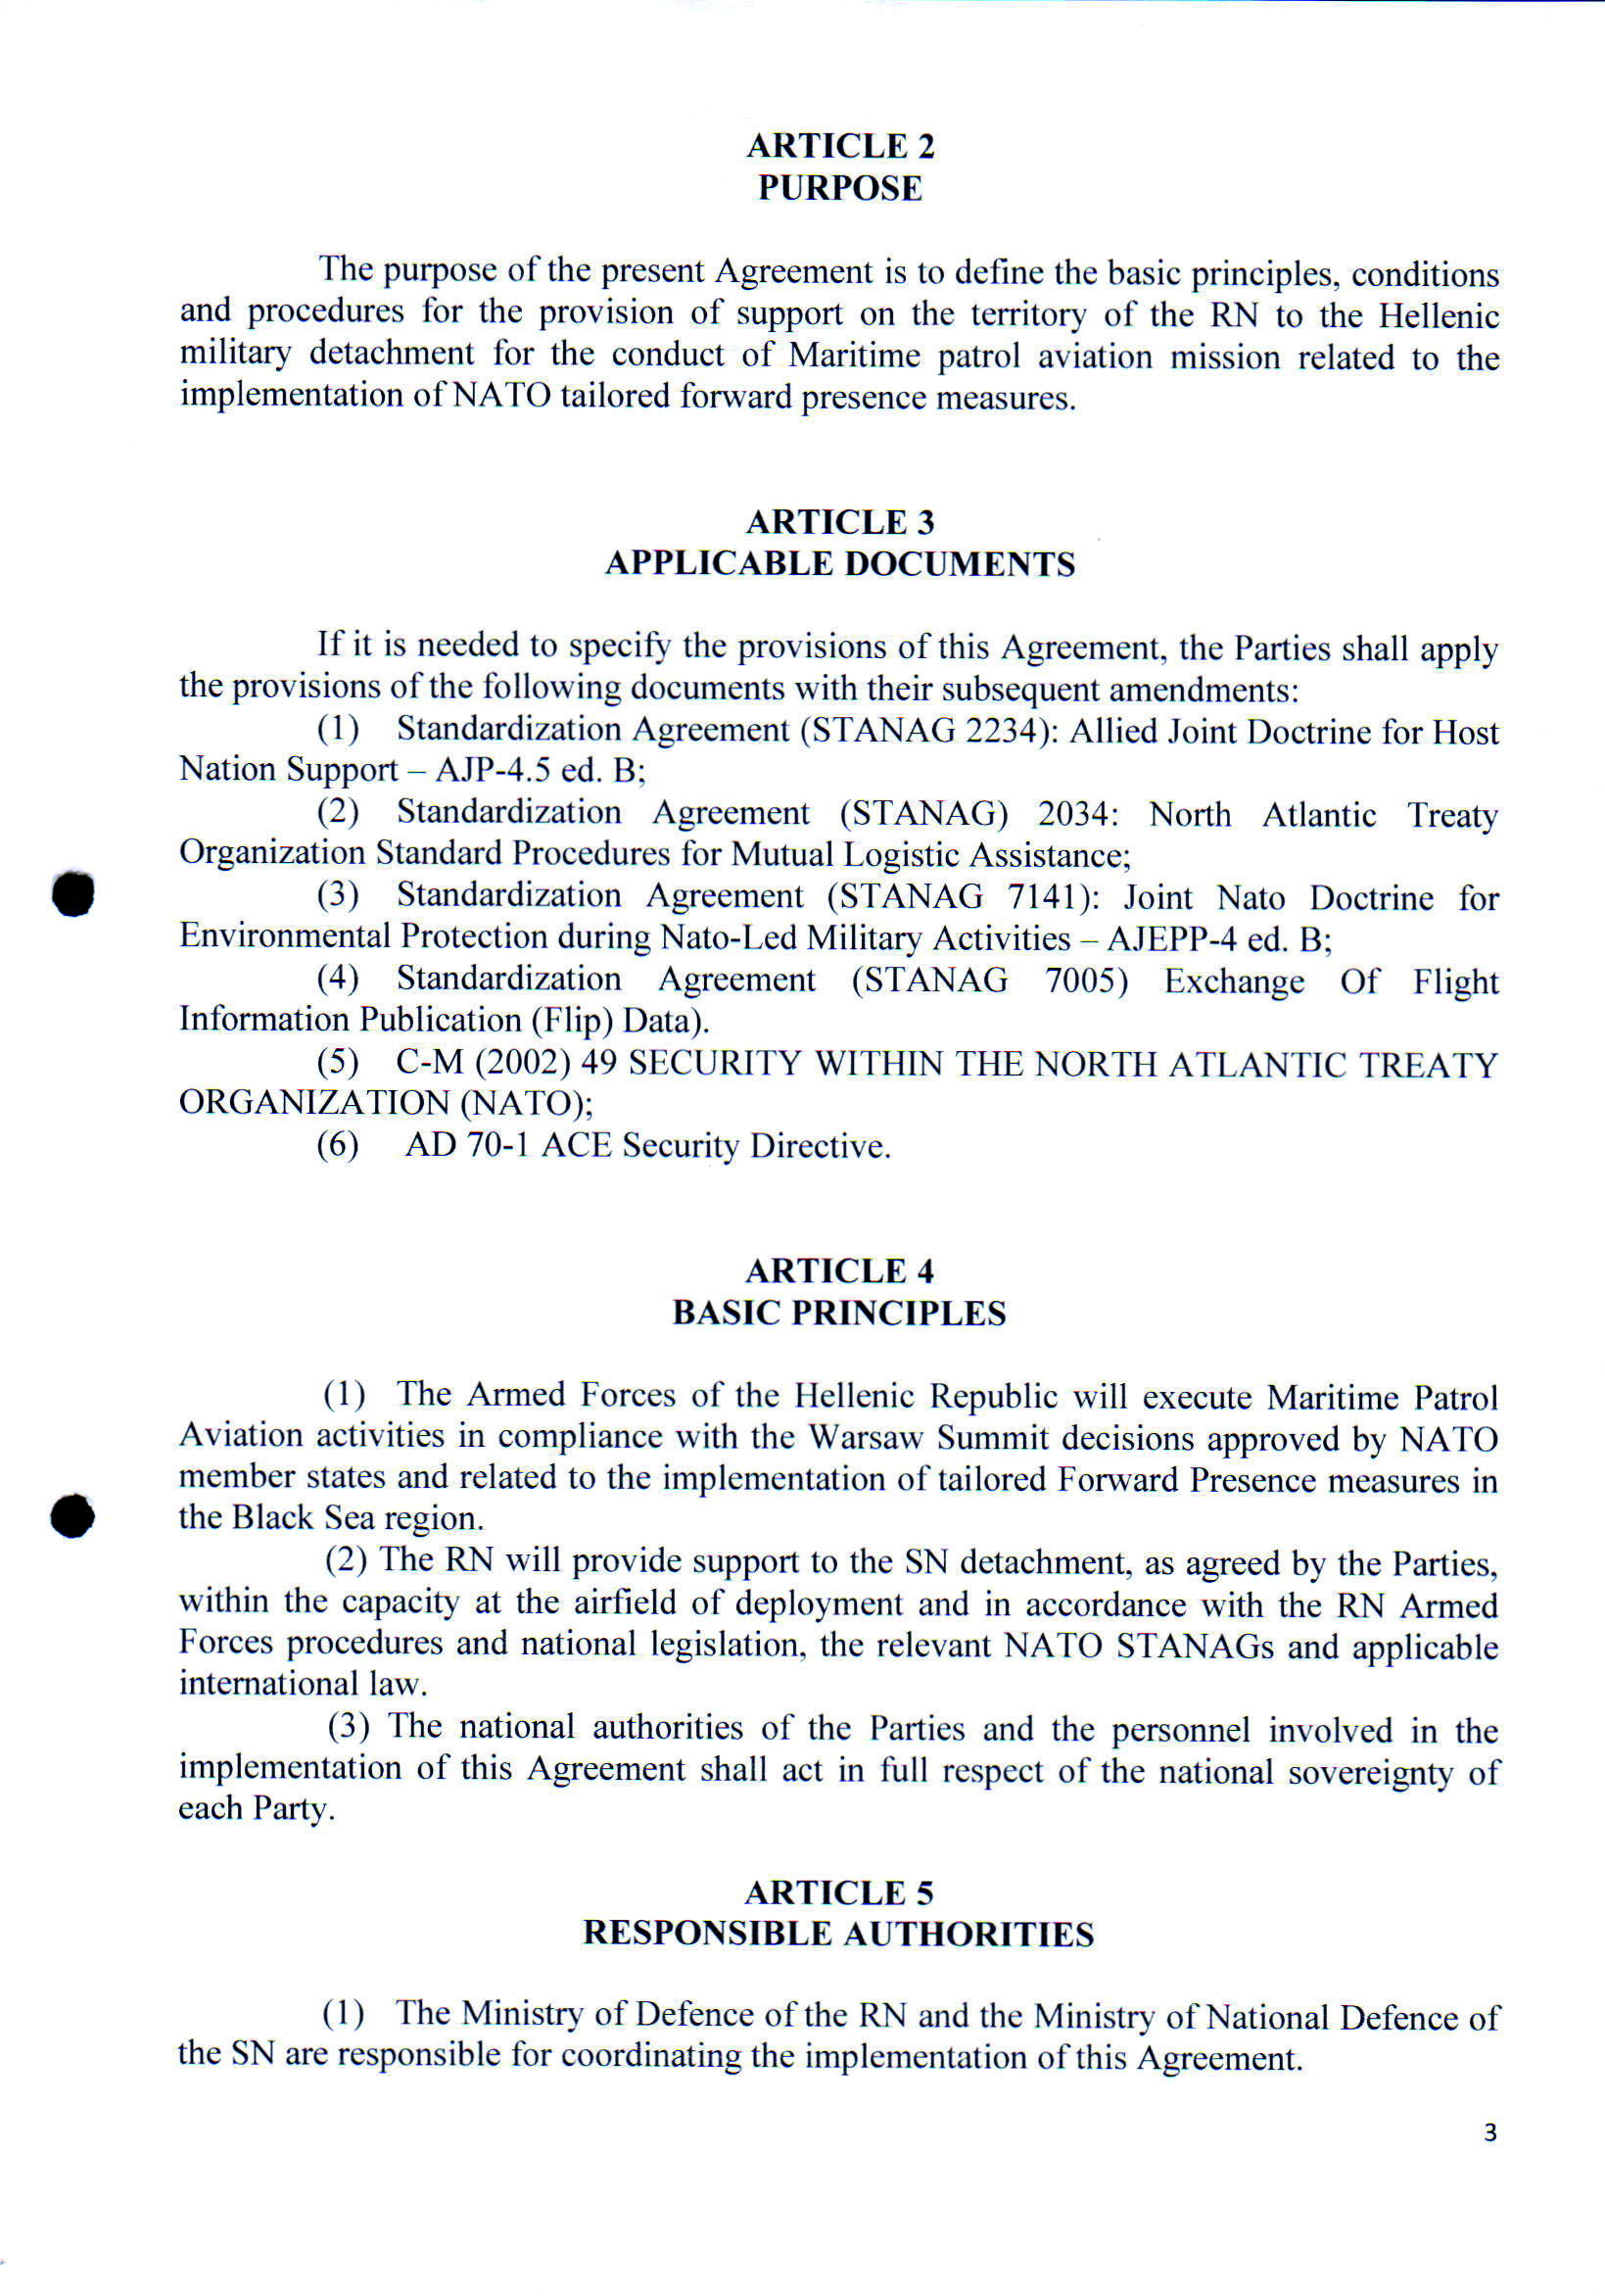 ARTICLE 2
PURPOSE
The purpose of the present Agreement is to define the basic principles, conditions
and procedures for the provision of support on the territory of the RN to the Hellenic
military detachment for the conduct of Maritime patrol aviation mission related to the
implementation of NATO tailored forward presence measures.
ARTICLE 3
APPLICABLE DOCUMENTS
If it is needed to specify the provisions of this Agreement, the Parties shall apply
the provisions of the following documents with their subsequent amendments:
(1) Standardization Agreement (STANAG 2234): Allied Joint Doctrine for Host
Nation Support – AJP-4.5 ed. B;
(2) Standardization Agreement (STANAG) 2034: North Atlantic Treaty
Organization Standard Procedures for Mutual Logistic Assistance;
(3) Standardization Agreement (STANAG 7141): Joint Nato Doctrine for
Environmental Protection during Nato-Led Military Activities – AJEPP-4 ed. B;
(4) Standardization Agreement (STANAG 7005) Exchange Of Flight
Information Publication (Flip) Data).
(5) C-M (2002) 49 SECURITY WITHIN THE NORTH ATLANTIC TREATY
ORGANIZATION (NATO);
(6) AD 70-1 ACE Security Directive.
ARTICLE 4
BASIC PRINCIPLES
(1) The Armed Forces of the Hellenic Republic will execute Maritime Patrol
Aviation activities in compliance with the Warsaw Summit decisions approved by NATO
member states and related to the implementation of tailored Forward Presence measures in
the Black Sea region.
(2) The RN will provide support to the SN detachment, as agreed by the Parties,
within the capacity at the airfield of deployment and in accordance with the RN Armed
Forces procedures and national legislation, the relevant NATO STANAGs and applicable
international law.
(3) The national authorities of the Parties and the personnel involved in the
implementation of this Agreement shall act in full respect of the national sovereignty of
each Party.
ARTICLE 5
RESPONSIBLE AUTHORITIES
(1) The Ministry of Defence of the RN and the Ministry of National Defence of
the SN are responsible for coordinating the implementation of this Agreement.
3